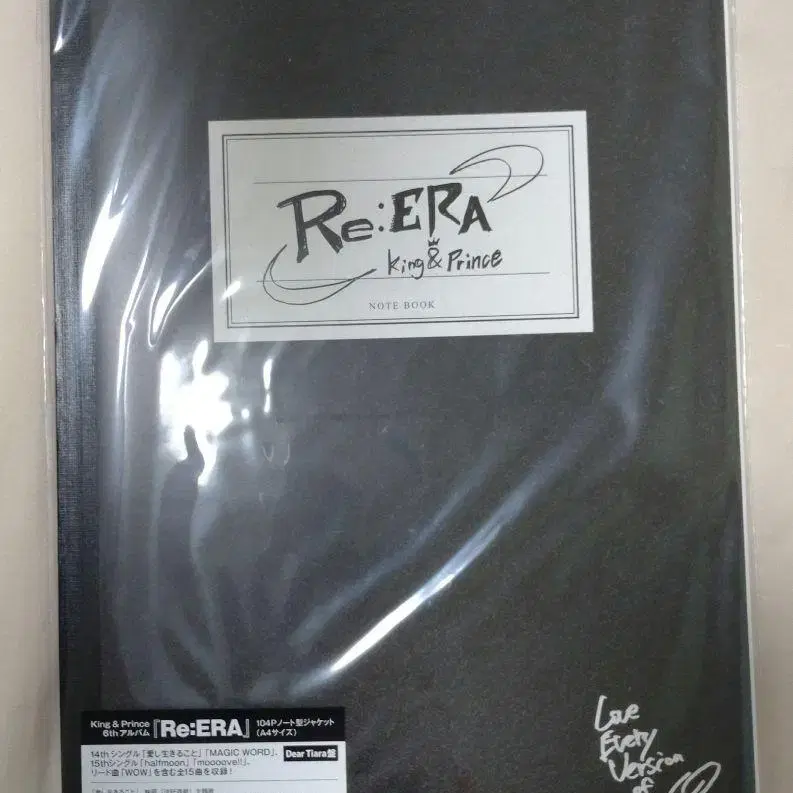 Re:ERA
King & Prince
NOTE BOOK
King & Prince
6thアルバム『Re:ERA』
104Pノート型ジャケット
(A4サイズ)
14thシングル「愛し生きること」「MAGIC WORD」、
15thシングル「halfmoon」「moooove!!」、
リード曲「WOW」を含む全15曲を収録!
Dear Tiara盤
Love
Every
Version
of